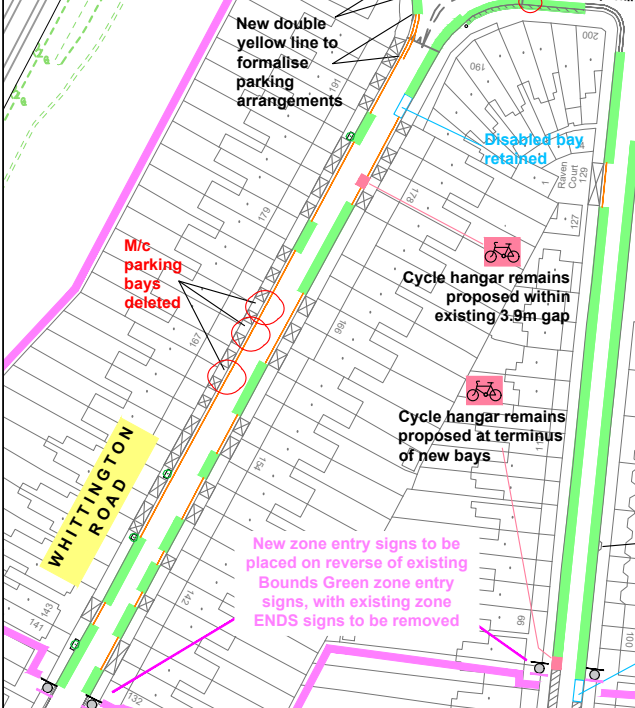 New double
yellow line to
formalise
parking
arrangements
191
190
200
Disabled bay
retained
Raven
Court
1
129
127
178
179
M/c
parking
bays
deleted
Cycle hangar remains
proposed within
existing 3.9m gap
167
166
Cycle hangar remains
proposed at terminus
of new bays
WHITTINGTON
ROAD
154
New zone entry signs to be
placed on reverse of existing
Bounds Green zone entry
signs, with existing zone
ENDS signs to be removed
143
141
142
132
66
100